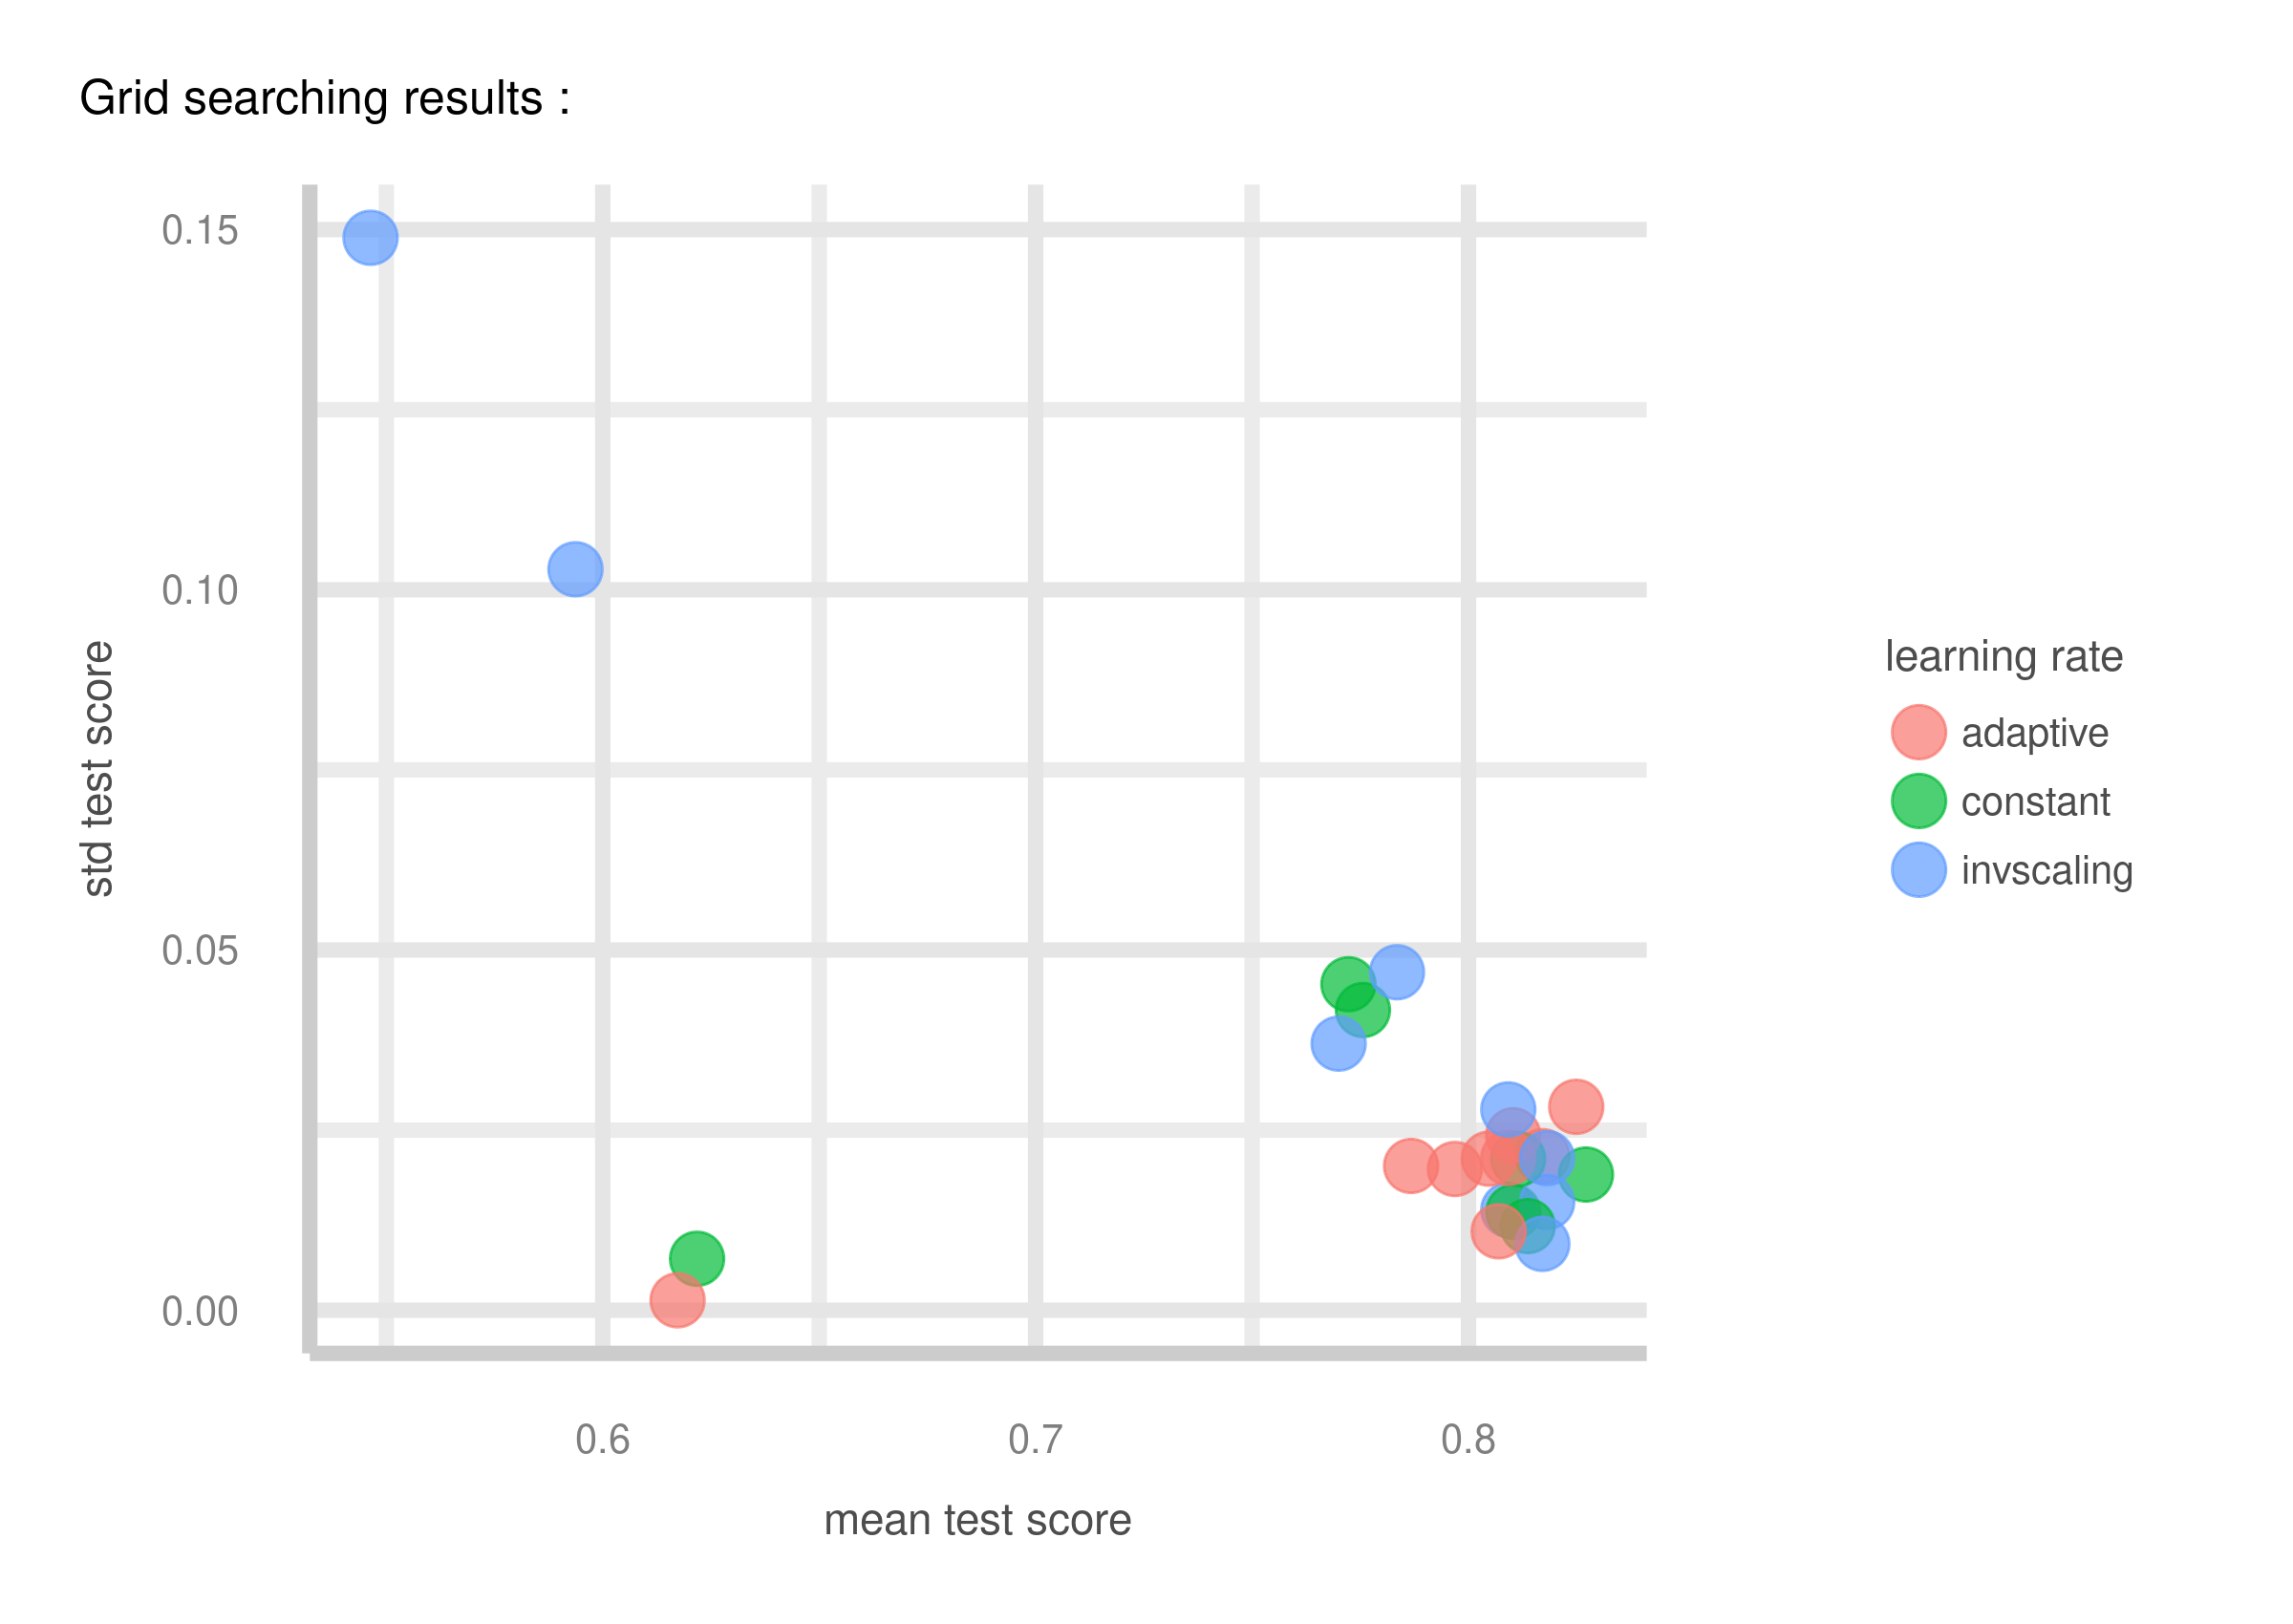 Grid searching results :
0.15
0.10
0.05
0.00
std test score
0.6
0.7
0.8
mean test score
learning rate
adaptive
constant
invscaling